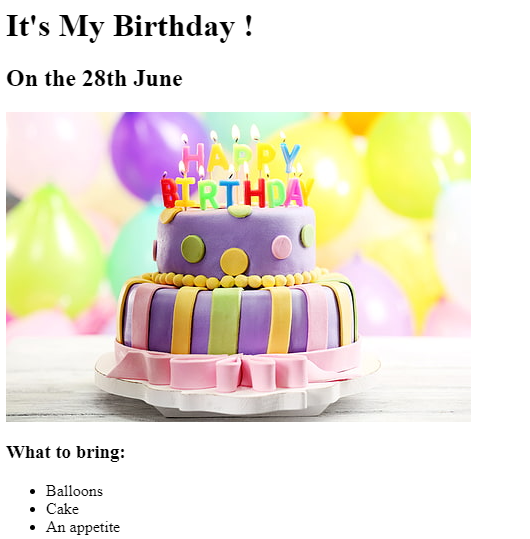 It's My Birthday !
On the 28th June
HAPPY
BIRTHDAY
What to bring:
Balloons
Cake
An appetite